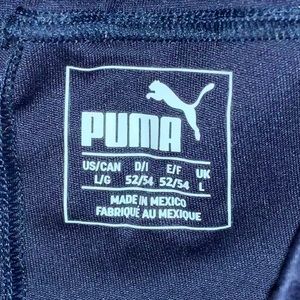 PUMA
US/CAN D/I E/F UK
L/G 52/54 52/54 L
MADE IN MEXICO
FABRIQUÉ AU MEXIQUE